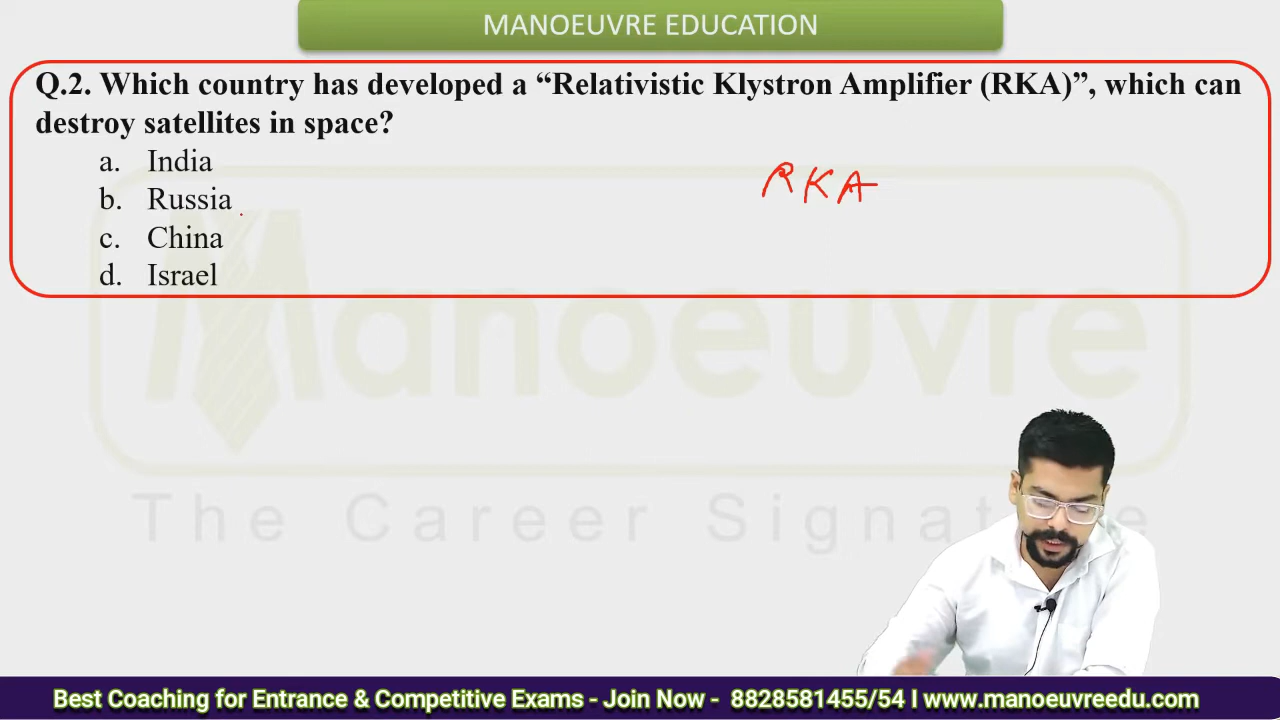 MANOEUVRE EDUCATION
Q.2. Which country has developed a “Relativistic Klystron Amplifier (RKA)”, which can
destroy satellites in space?
a. India
b. Russia
c. China
d. Israel
RKA
Manoeuvre
The Career Signature
Best Coaching for Entrance & Competitive Exams - Join Now - 8828581455/54 I www.manoeuvreedu.com